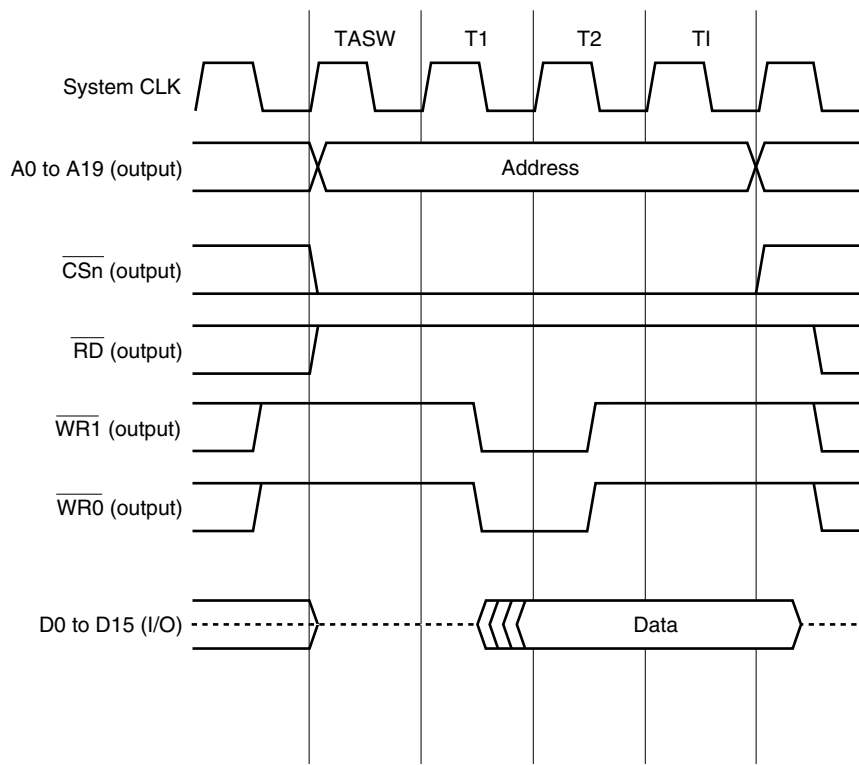 TASW T1 T2 TI
System CLK
A0 to A19 (output) Address
CSn (output)
RD (output)
WR1 (output)
WR0 (output)
D0 to D15 (I/O) Data